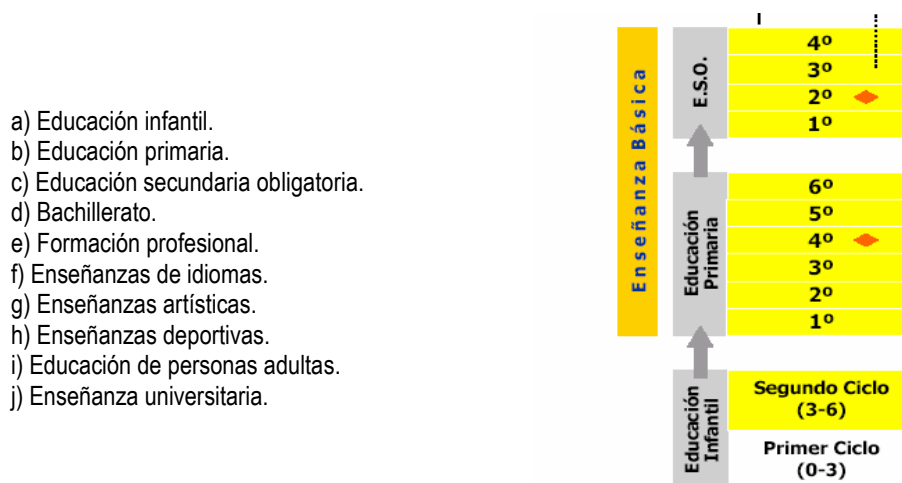 a) Educación infantil.
b) Educación primaria.
c) Educación secundaria obligatoria.
d) Bachillerato.
e) Formación profesional.
f) Enseñanzas de idiomas.
g) Enseñanzas artísticas.
h) Enseñanzas deportivas.
i) Educación de personas adultas.
j) Enseñanza universitaria.
Enseñanza Básica
E.S.O.
4º
3º
2º
1º
Educación
Primaria
6º
5º
4º
3º
2º
1º
Educación
Infantil
Segundo Ciclo
(3-6)
Primer Ciclo
(0-3)